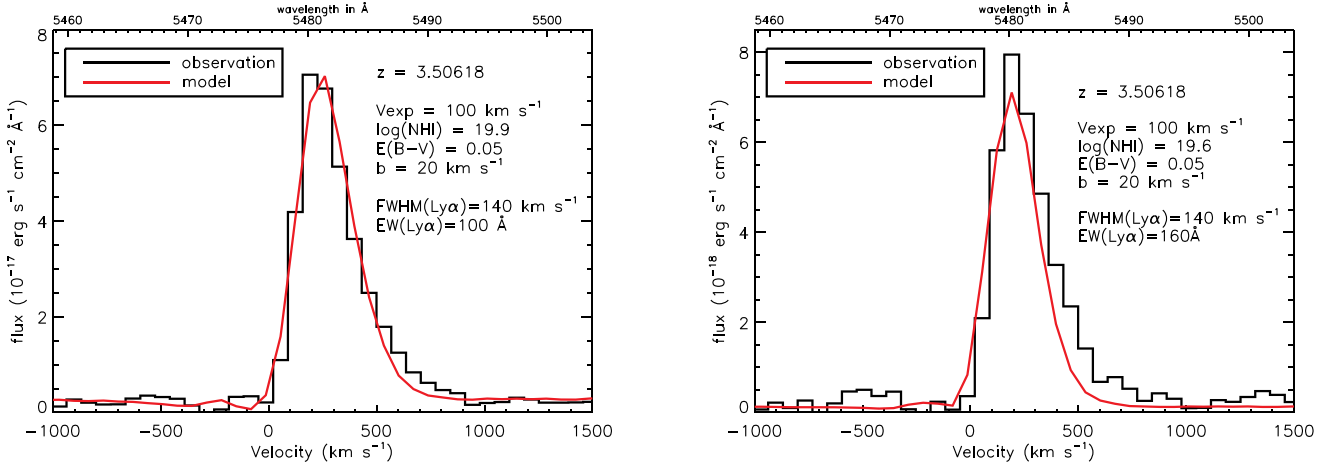 wavelength in Å
5460 5470 5480 5490 5500
8
6
4
2
0
flux (10⁻¹⁷ erg s⁻¹ cm⁻² Å⁻¹)
observation
model
z = 3.50618
Vexp = 100 km s⁻¹
log(NHI) = 19.9
E(B−V) = 0.05
b = 20 km s⁻¹
FWHM(Lyα)=140 km s⁻¹
EW(Lyα)=100 Å
−1000 −500 0 500 1000 1500
Velocity (km s⁻¹)
wavelength in Å
5460 5470 5480 5490 5500
8
6
4
2
0
flux (10⁻¹⁸ erg s⁻¹ cm⁻² Å⁻¹)
observation
model
z = 3.50618
Vexp = 100 km s⁻¹
log(NHI) = 19.6
E(B−V) = 0.05
b = 20 km s⁻¹
FWHM(Lyα)=140 km s⁻¹
EW(Lyα)=160Å
−1000 −500 0 500 1000 1500
Velocity (km s⁻¹)